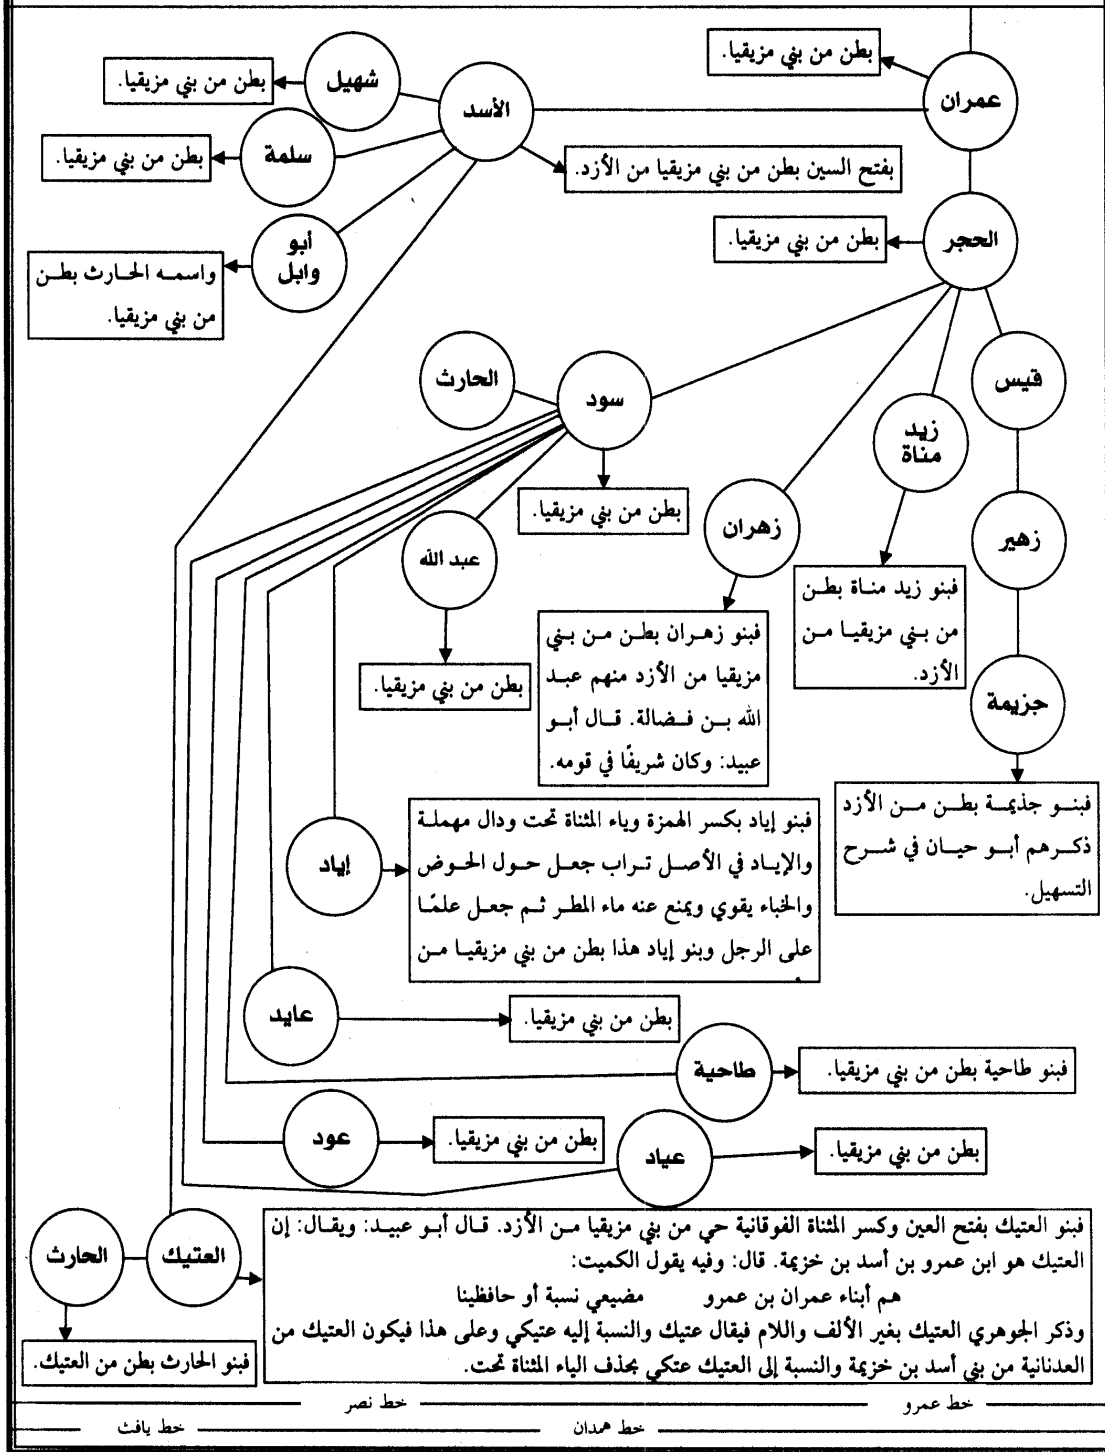 عمران
بطن من بني مزيقيا.
الأسد
بفتح السين بطن من بني مزيقيا من الأزد.
شهيل
بطن من بني مزيقيا.
سلمة
بطن من بني مزيقيا.
أبو
وابل
واسمه الحارث بطن
من بني مزيقيا.
الحجر
بطن من بني مزيقيا.
قيس
زهير
جزيمة
فبنو جذيمة بطن من الأزد
ذكرهم أبو حيان في شرح
التسهيل.
زيد
مناة
فبنو زيد مناة بطن
من بني مزيقيا من
الأزد.
زهران
فبنو زهران بطن من بني
مزيقيا من الأزد منهم عبد
الله بن فضالة. قال أبو
عبيد: وكان شريفًا في قومه.
سود
بطن من بني مزيقيا.
الحارث
عبد الله
بطن من بني مزيقيا.
إياد
فبنو إياد بكسر الهمزة وياء المثناة تحت ودال مهملة
والإياد في الأصل تراب جعل حول الحوض
والخباء يقوي ويمنع عنه ماء المطر ثم جعل علمًا
على الرجل وبنو إياد هذا بطن من بني مزيقيا من
عايد
بطن من بني مزيقيا.
طاحية
فبنو طاحية بطن من بني مزيقيا.
عود
بطن من بني مزيقيا.
عياد
بطن من بني مزيقيا.
العتيك
فبنو العتيك بفتح العين وكسر المثناة الفوقانية حي من بني مزيقيا من الأزد. قال أبو عبيد: ويقال: إن
العتيك هو ابن عمرو بن أسد بن خزيمة. قال: وفيه يقول الكميت:
هم أبناء عمران بن عمرو مضيعي نسبة أو حافظينا
وذكر الجوهري العتيك بغير الألف واللام فيقال عتيك والنسبة إليه عتيكي وعلى هذا فيكون العتيك من
العدنانية من بني أسد بن خزيمة والنسبة إلى العتيك عتكي بحذف الياء المثناة تحت.
الحارث
فبنو الحارث بطن من العتيك.
خط عمرو
خط نصر
خط همدان
خط يافث